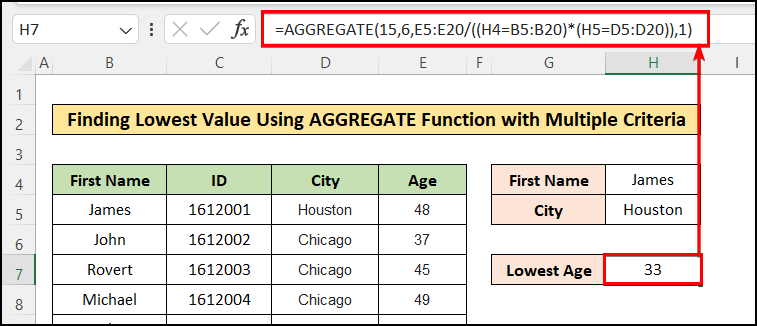 H7 fx =AGGREGATE(15,6,E5:E20/((H4=B5:B20)*(H5=D5:D20)),1)
A B C D E F G H I
1
2 Finding Lowest Value Using AGGREGATE Function with Multiple Criteria
3
4 First Name ID City Age First Name James
5 James 1612001 Houston 48 City Houston
6 John 1612002 Chicago 37
7 Rovert 1612003 Chicago 45 Lowest Age 33
8 Michael 1612004 Chicago 49